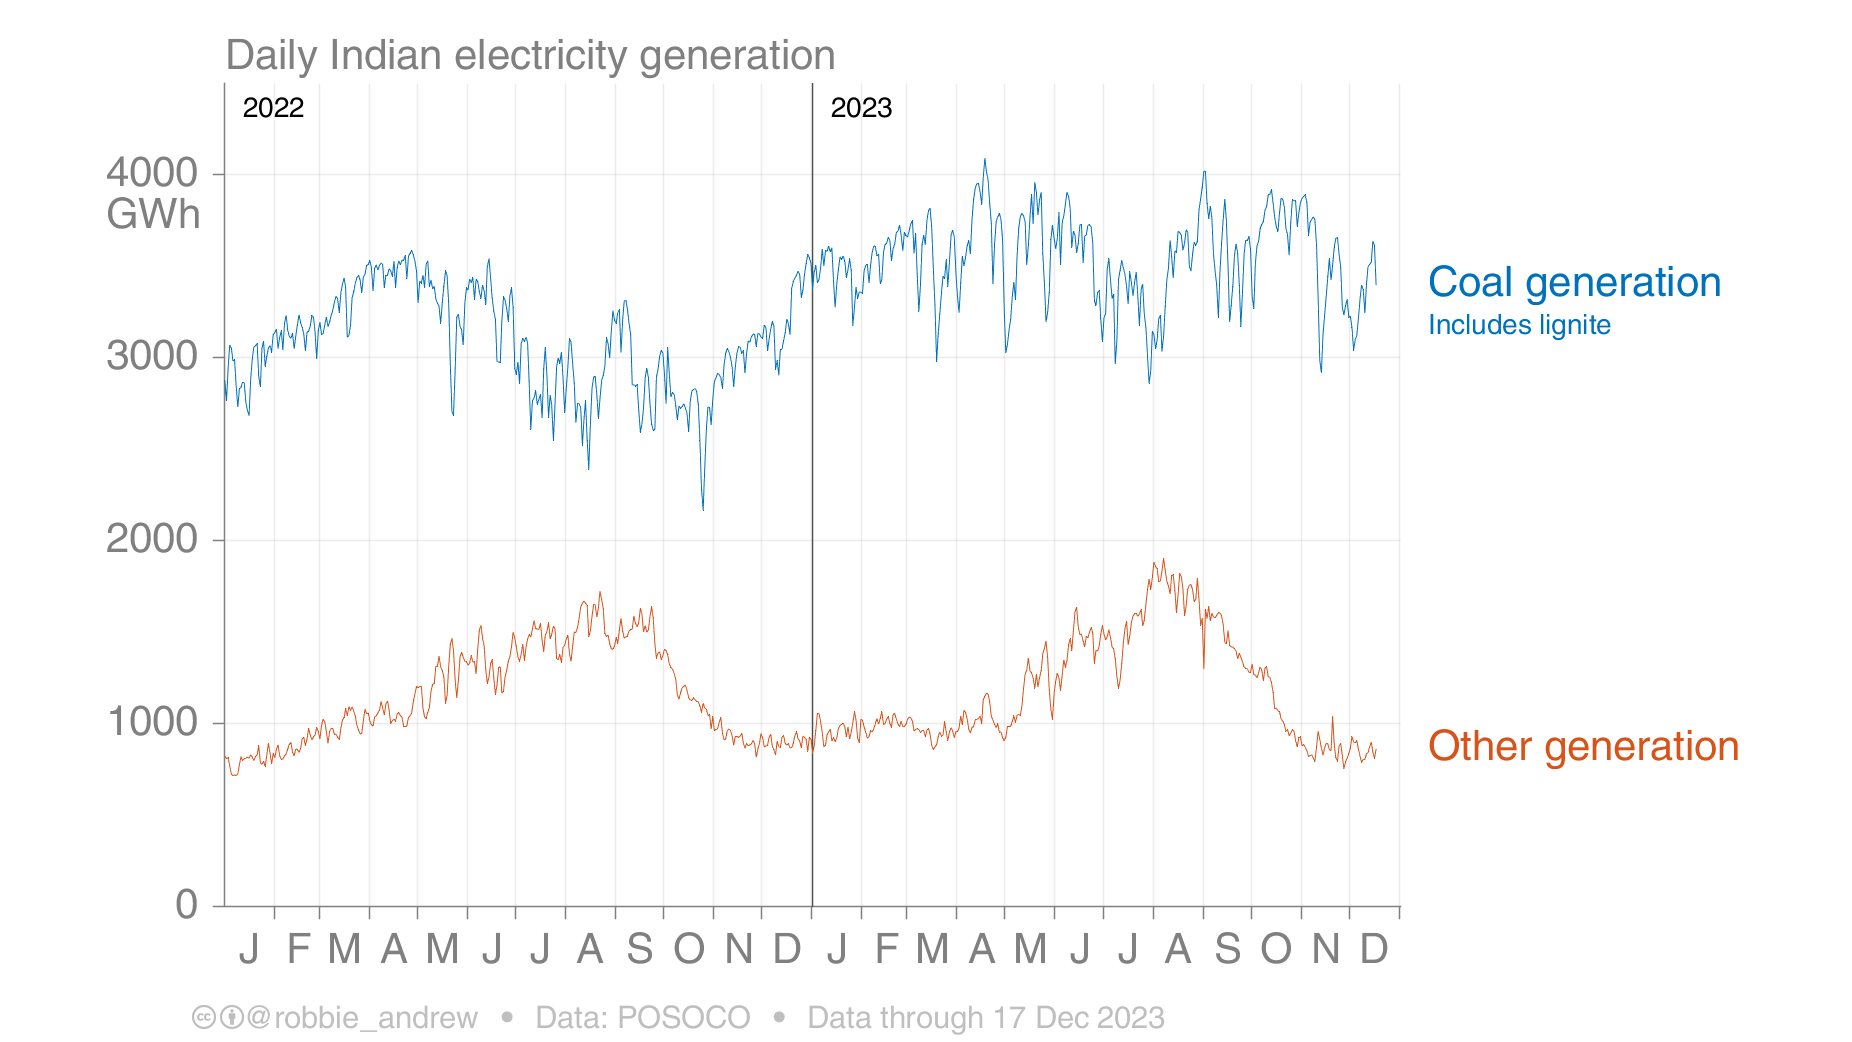 Daily Indian electricity generation
2022
2023
4000
GWh
3000
2000
1000
0
Coal generation
Includes lignite
Other generation
J F M A M J J A S O N D J F M A M J J A S O N D
cc @robbie_andrew • Data: POSOCO • Data through 17 Dec 2023